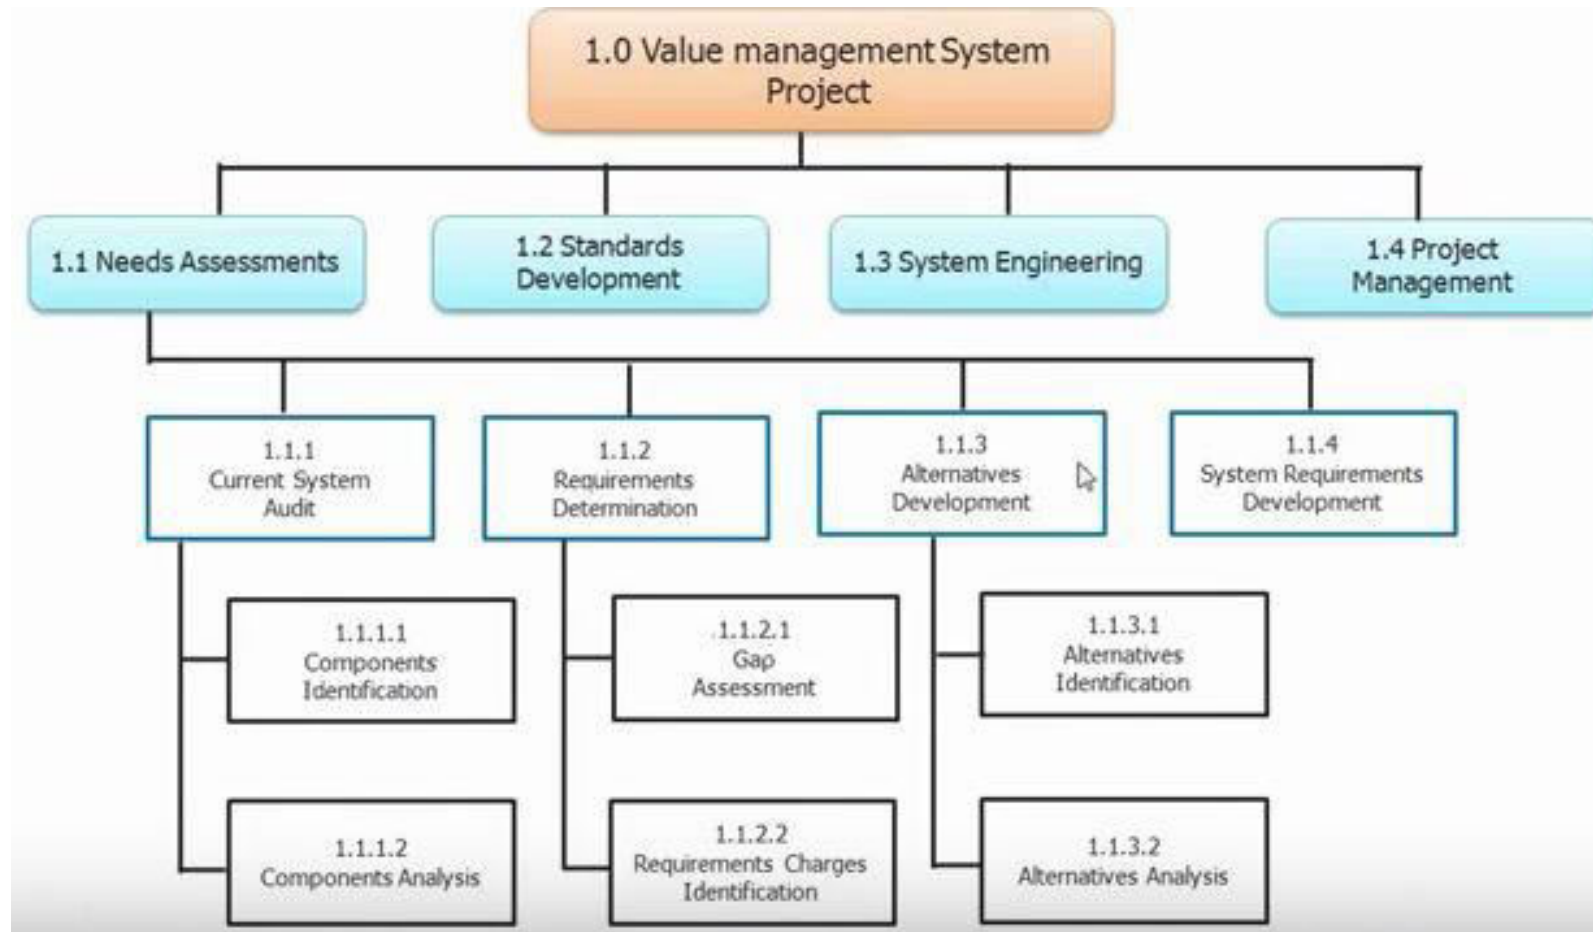 1.0 Value management System
Project
1.1 Needs Assessments
1.2 Standards
Development
1.3 System Engineering
1.4 Project
Management
1.1.1
Current System
Audit
1.1.2
Requirements
Determination
1.1.3
Alternatives
Development
1.1.4
System Requirements
Development
1.1.1.1
Components
Identification
1.1.2.1
Gap
Assessment
1.1.3.1
Alternatives
Identification
1.1.1.2
Components Analysis
1.1.2.2
Requirements Charges
Identification
1.1.3.2
Alternatives Analysis